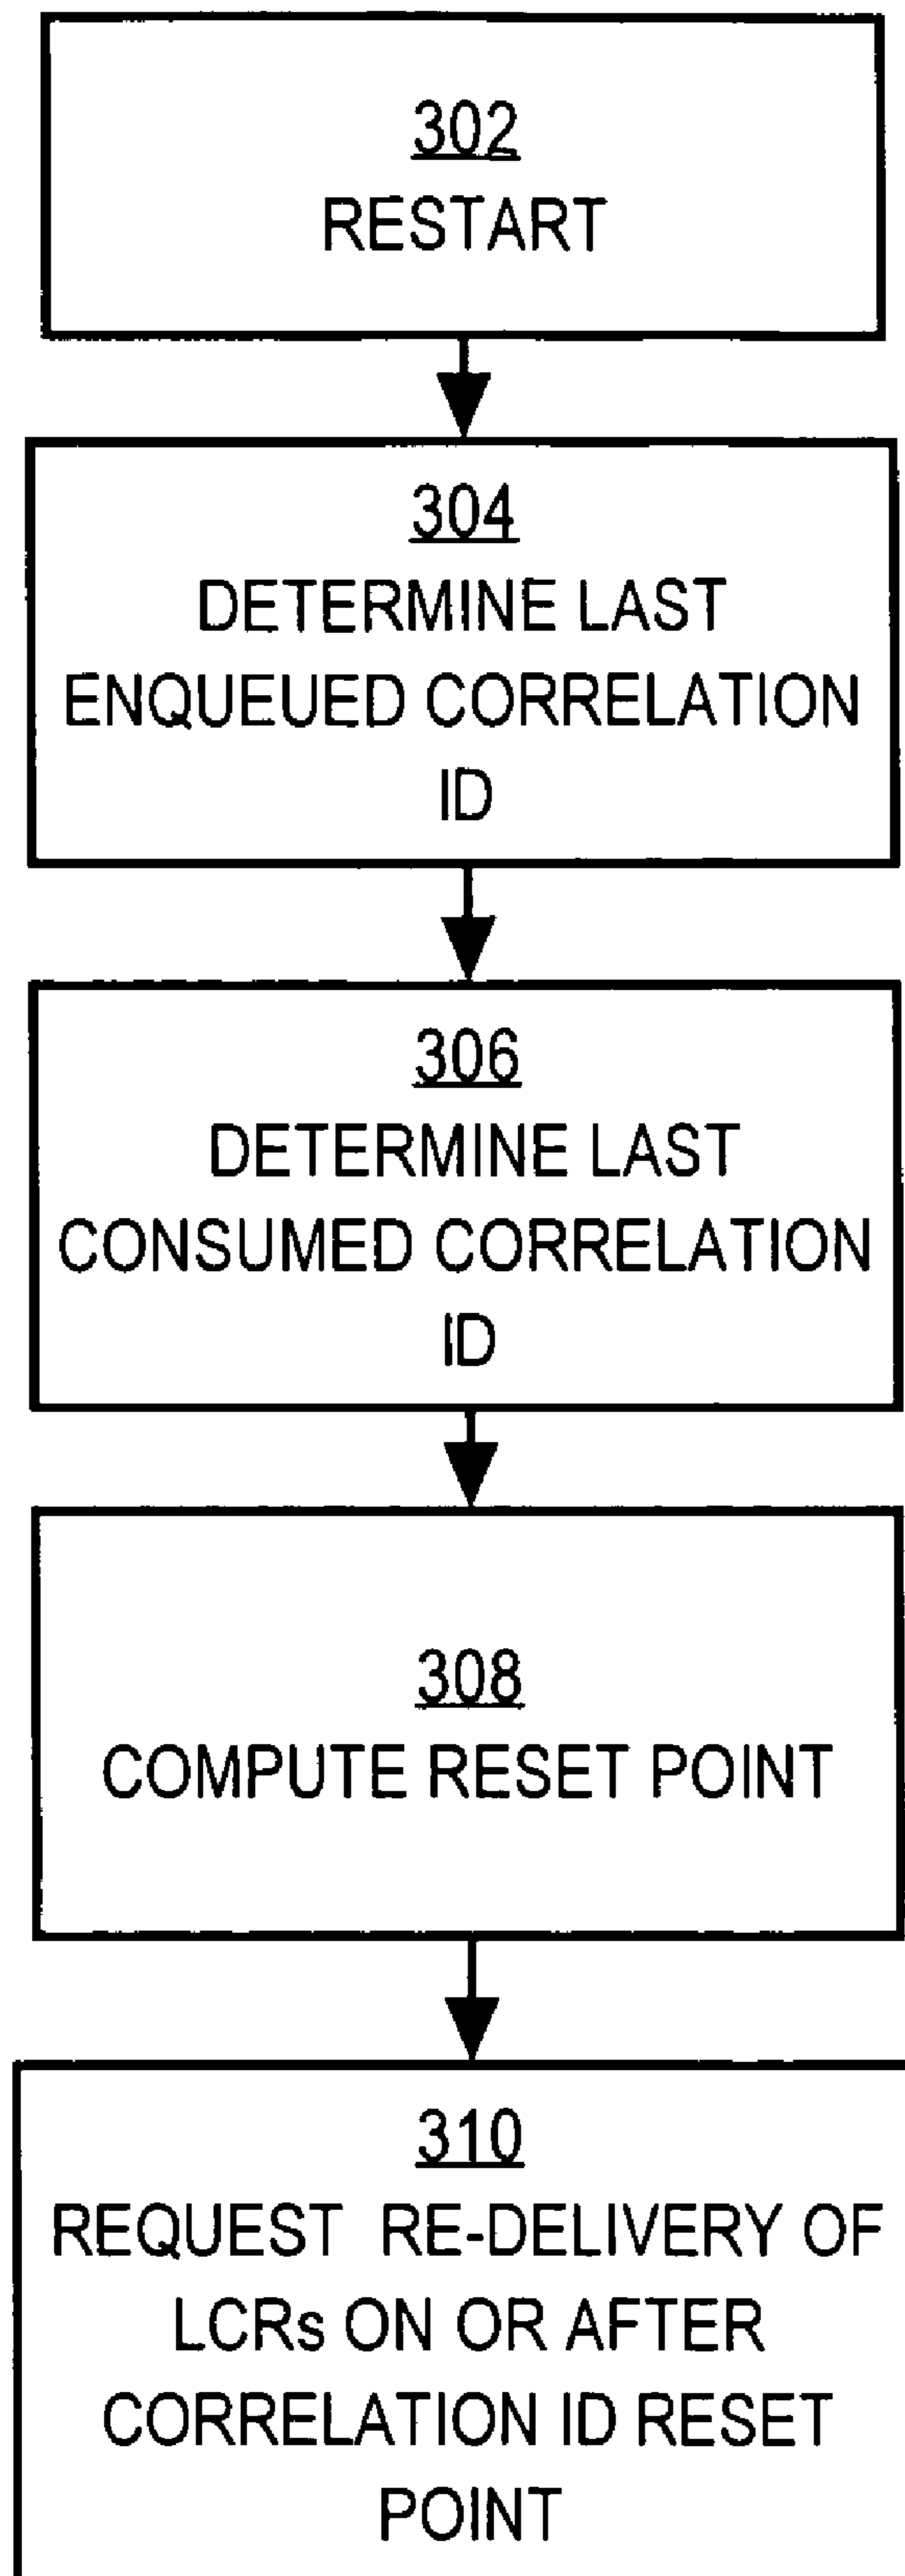 302
RESTART
304
DETERMINE LAST
ENQUEUED CORRELATION
ID
306
DETERMINE LAST
CONSUMED CORRELATION
ID
308
COMPUTE RESET POINT
310
REQUEST RE-DELIVERY OF
LCRs ON OR AFTER
CORRELATION ID RESET
POINT